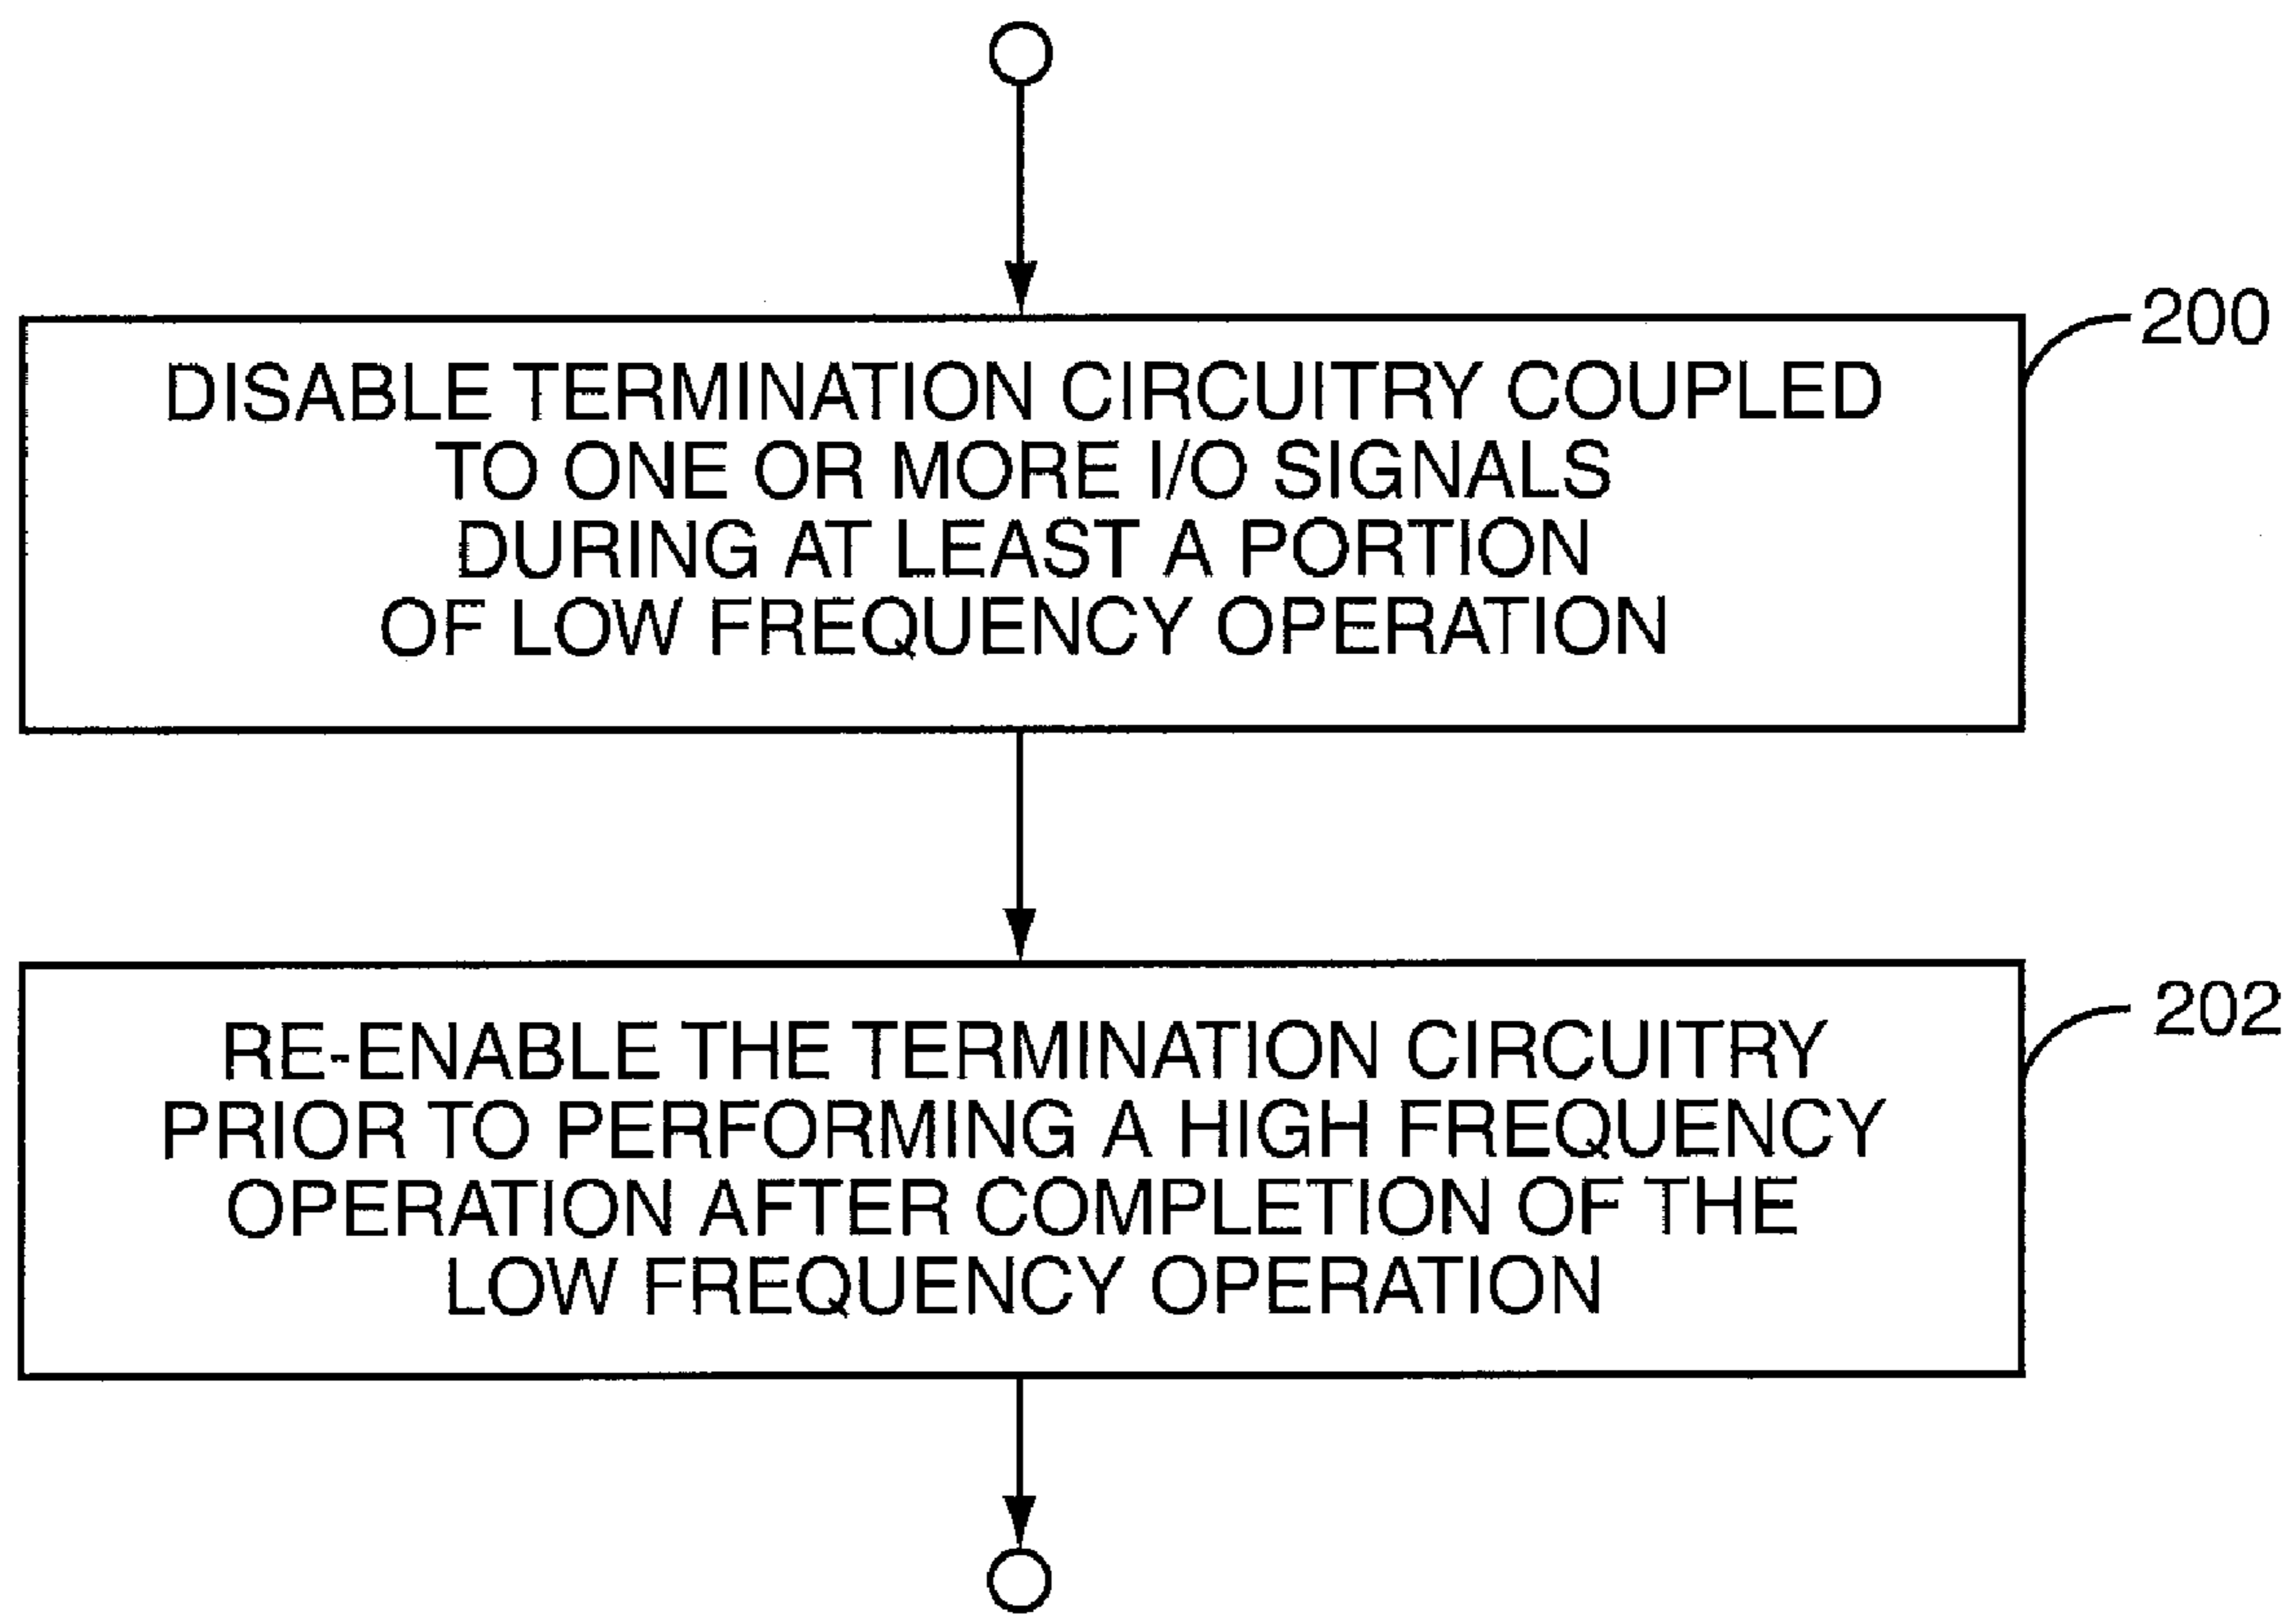 200
DISABLE TERMINATION CIRCUITRY COUPLED
TO ONE OR MORE I/O SIGNALS
DURING AT LEAST A PORTION
OF LOW FREQUENCY OPERATION
202
RE-ENABLE THE TERMINATION CIRCUITRY
PRIOR TO PERFORMING A HIGH FREQUENCY
OPERATION AFTER COMPLETION OF THE
LOW FREQUENCY OPERATION